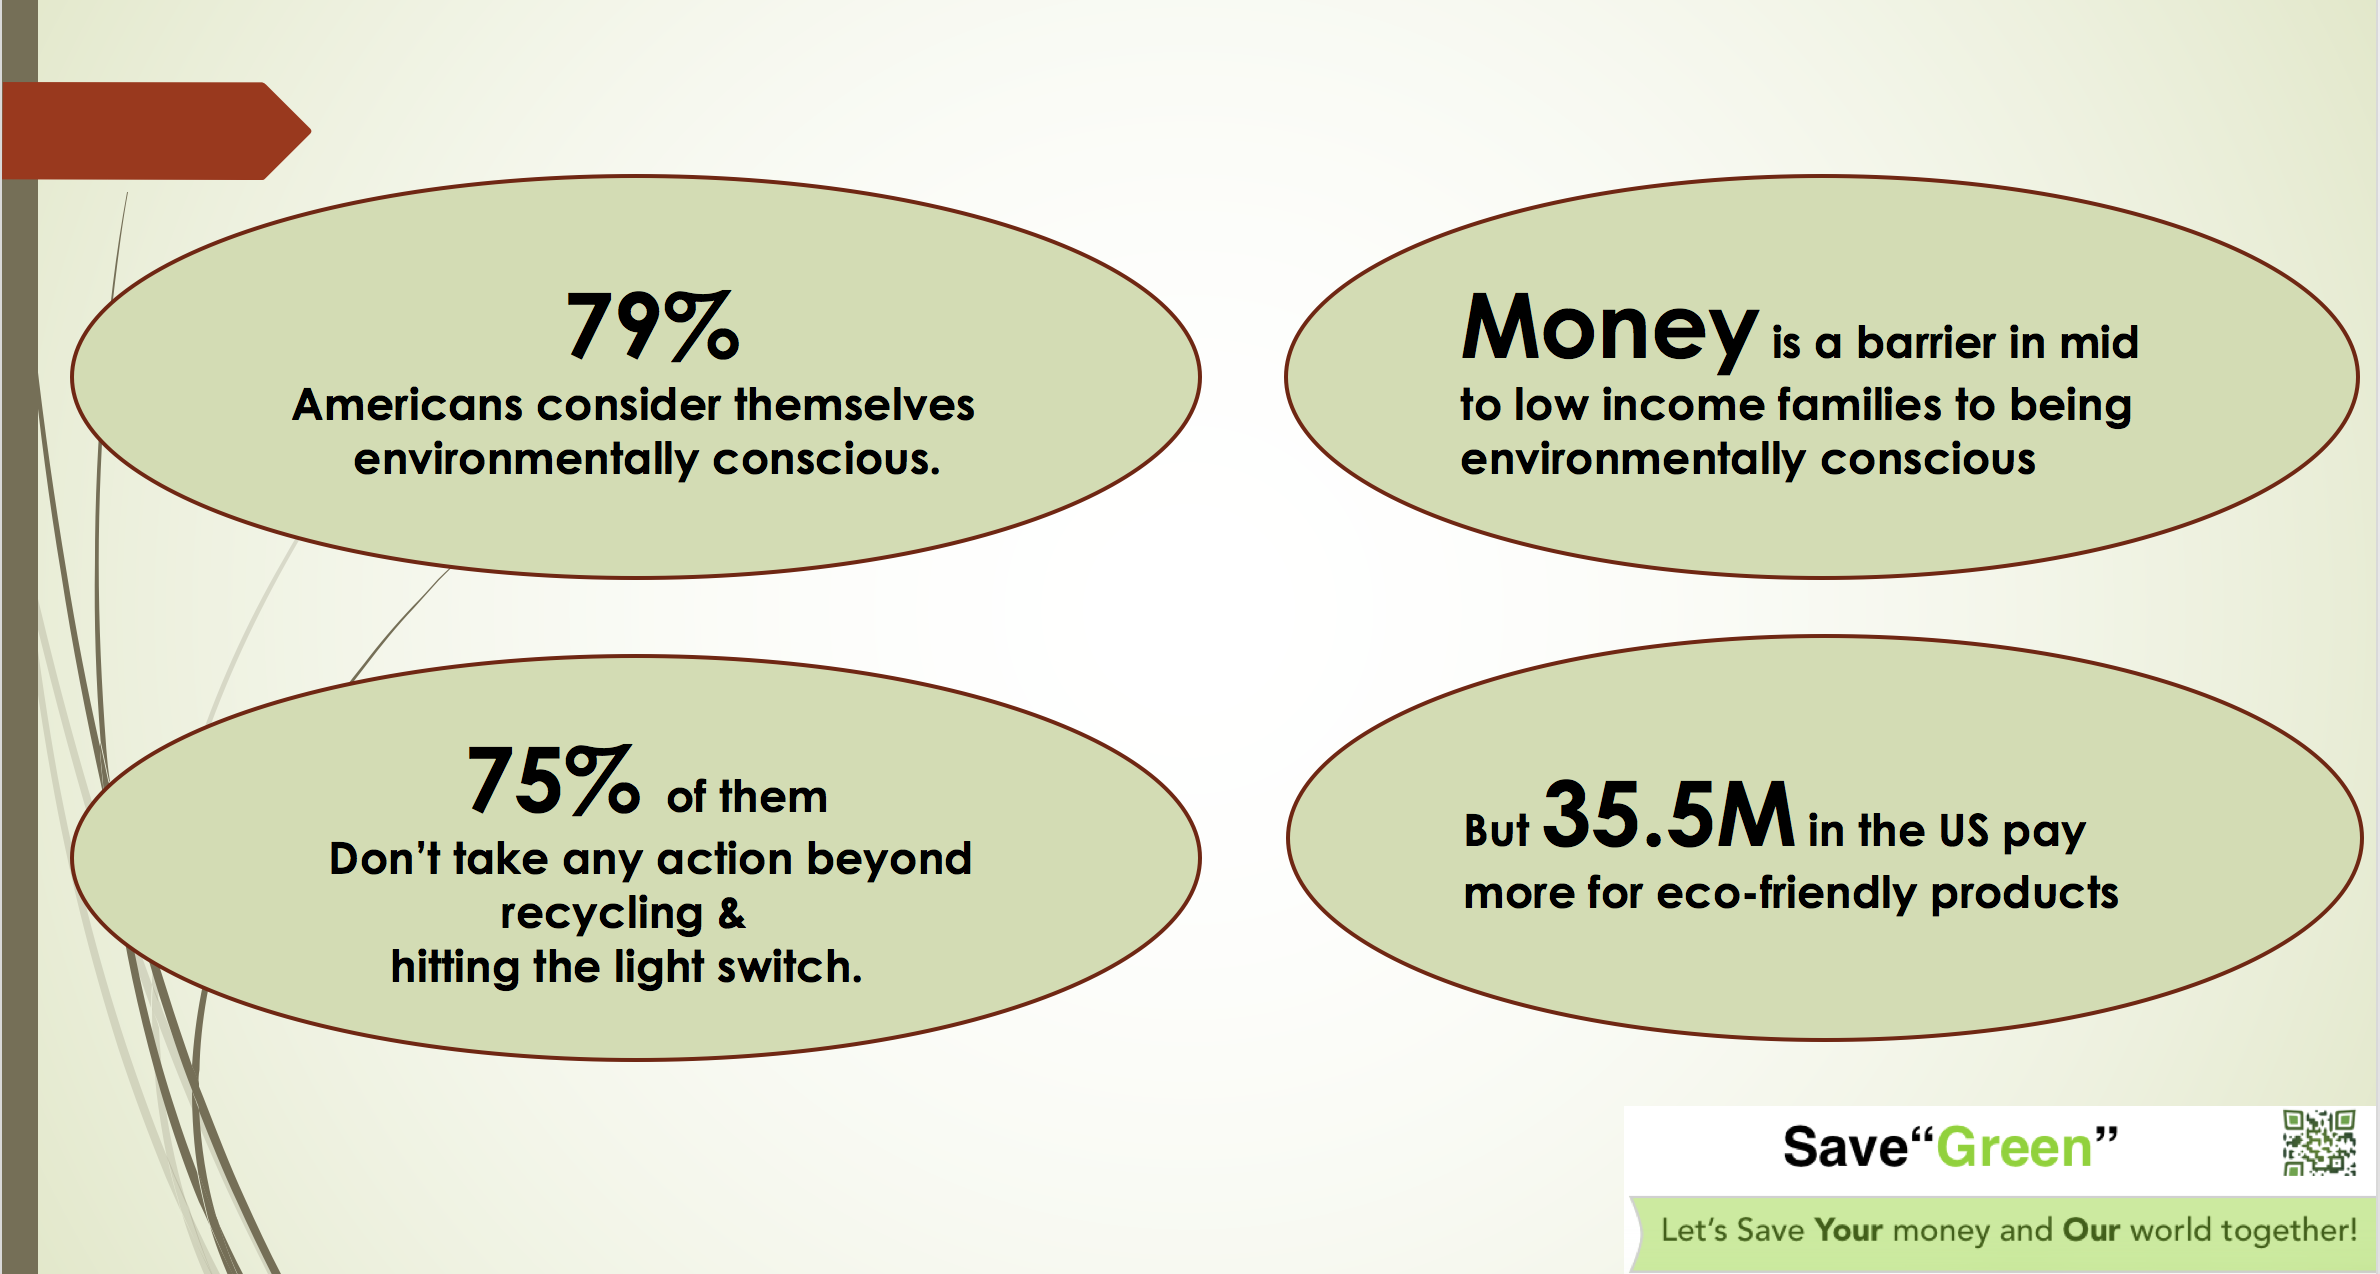 79%
Americans consider themselves
environmentally conscious.
Money is a barrier in mid
to low income families to being
environmentally conscious
75% of them
Don’t take any action beyond
recycling &
hitting the light switch.
But 35.5M in the US pay
more for eco-friendly products
Save“Green”
Let’s Save Your money and Our world together!